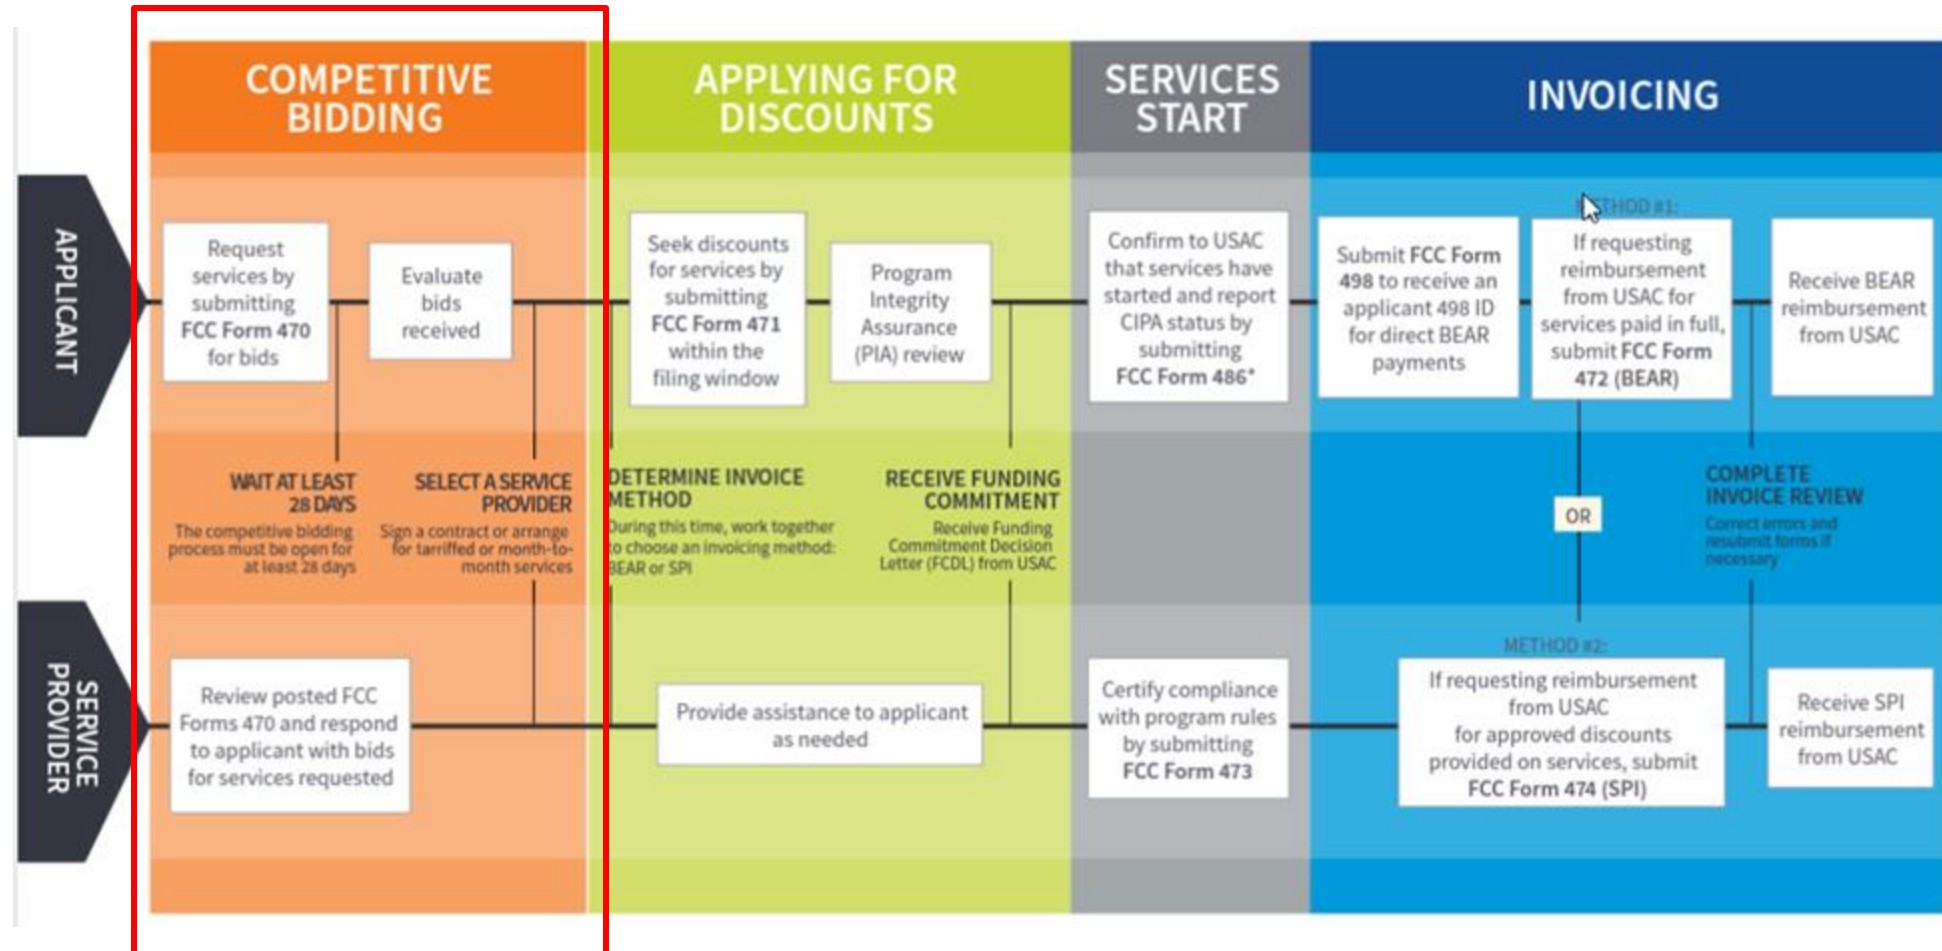 COMPETITIVE
BIDDING
APPLYING FOR
DISCOUNTS
SERVICES
START
INVOICING
APPLICANT
Request
services by
submitting
FCC Form 470
for bids
Evaluate
bids
received
Seek discounts
for services by
submitting
FCC Form 471
within the
filing window
Program
Integrity
Assurance
(PIA) review
Confirm to USAC
that services have
started and report
CIPA status by
submitting
FCC Form 486*
Submit FCC Form
498 to receive an
applicant 498 ID
for direct BEAR
payments
METHOD #1:
If requesting
reimbursement
from USAC for
services paid in full,
submit FCC Form
472 (BEAR)
Receive BEAR
reimbursement
from USAC
WAIT AT LEAST
28 DAYS
The competitive bidding
process must be open for
at least 28 days
SELECT A SERVICE
PROVIDER
Sign a contract or arrange
for tarriffed or month-to-
month services
DETERMINE INVOICE
METHOD
During this time, work together
to choose an invoicing method:
BEAR or SPI
RECEIVE FUNDING
COMMITMENT
Receive Funding
Commitment Decision
Letter (FCDL) from USAC
OR
COMPLETE
INVOICE REVIEW
Correct errors and
resubmit forms if
necessary
SERVICE
PROVIDER
Review posted FCC
Forms 470 and respond
to applicant with bids
for services requested
Provide assistance to applicant
as needed
Certify compliance
with program rules
by submitting
FCC Form 473
METHOD #2:
If requesting reimbursement
from USAC
for approved discounts
provided on services, submit
FCC Form 474 (SPI)
Receive SPI
reimbursement
from USAC